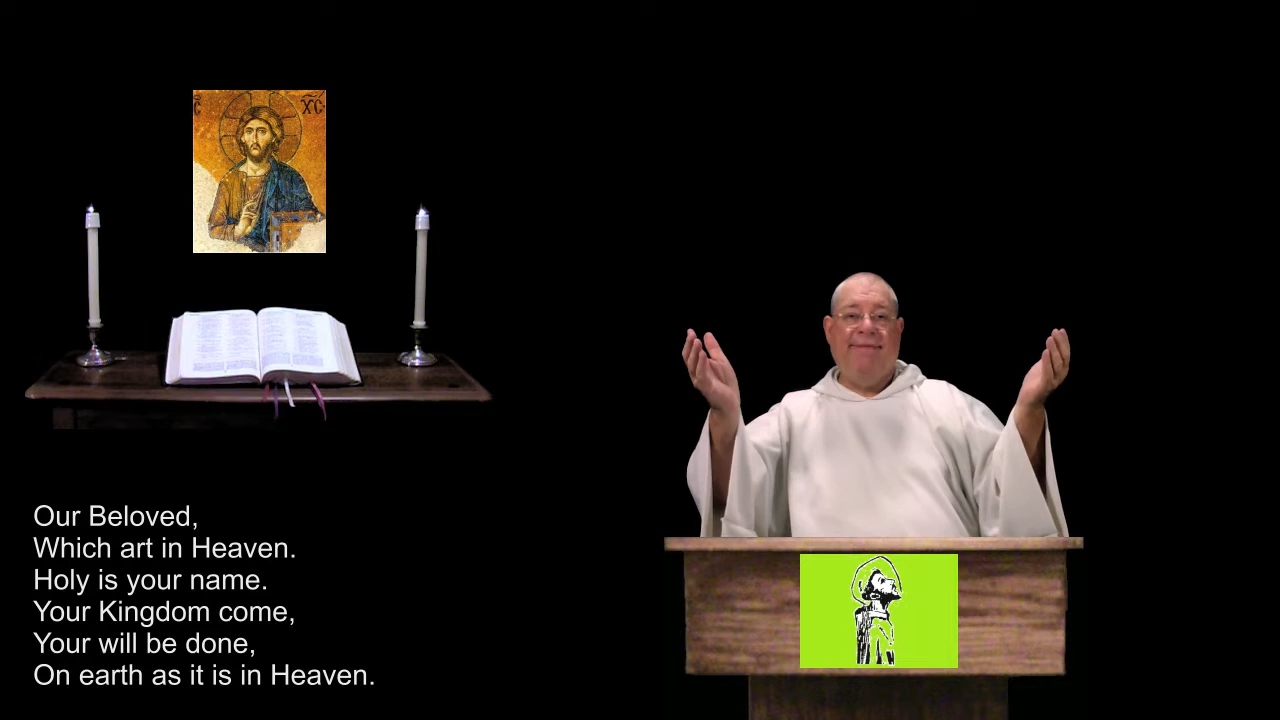 ΧϹ
Our Beloved,
Which art in Heaven.
Holy is your name.
Your Kingdom come,
Your will be done,
On earth as it is in Heaven.